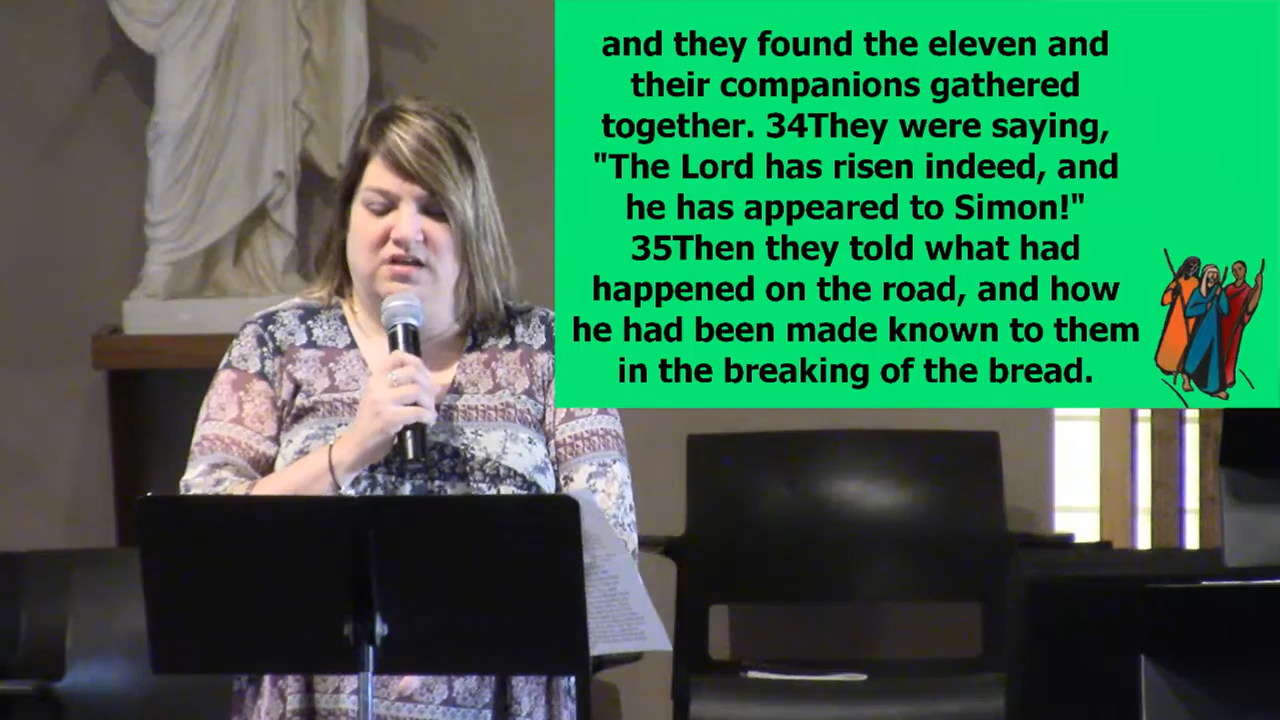 and they found the eleven and
their companions gathered
together. 34They were saying,
"The Lord has risen indeed, and
he has appeared to Simon!"
35Then they told what had
happened on the road, and how
he had been made known to them
in the breaking of the bread.